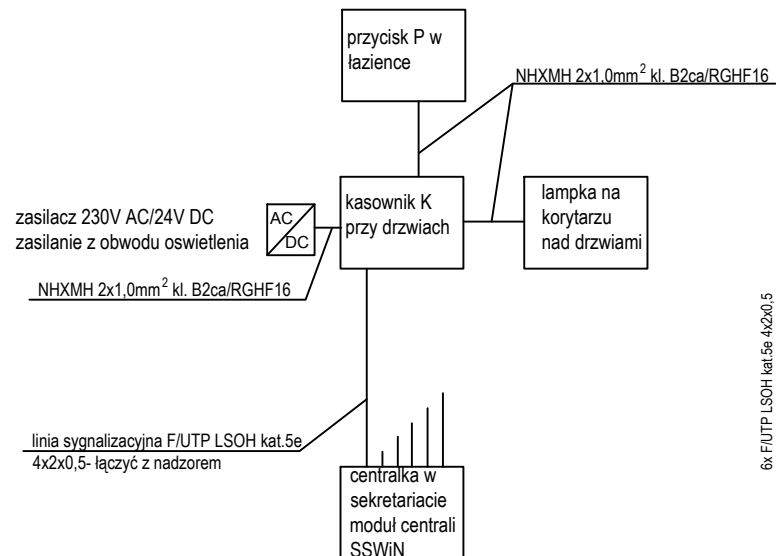 przycisk P w
łazience
NHXMH 2x1,0mm² kl. B2ca/RGHF16
kasownik K
przy drzwiach
lampka na
korytarzu
nad drzwiami
zasilacz 230V AC/24V DC
zasilanie z obwodu oswietlenia
AC
DC
NHXMH 2x1,0mm² kl. B2ca/RGHF16
linia sygnalizacyjna F/UTP LSOH kat.5e
4x2x0,5- łączyć z nadzorem
centralka w
sekretariacie
moduł centrali
SSWiN
6x F/UTP LSOH kat.5e 4x2x0,5